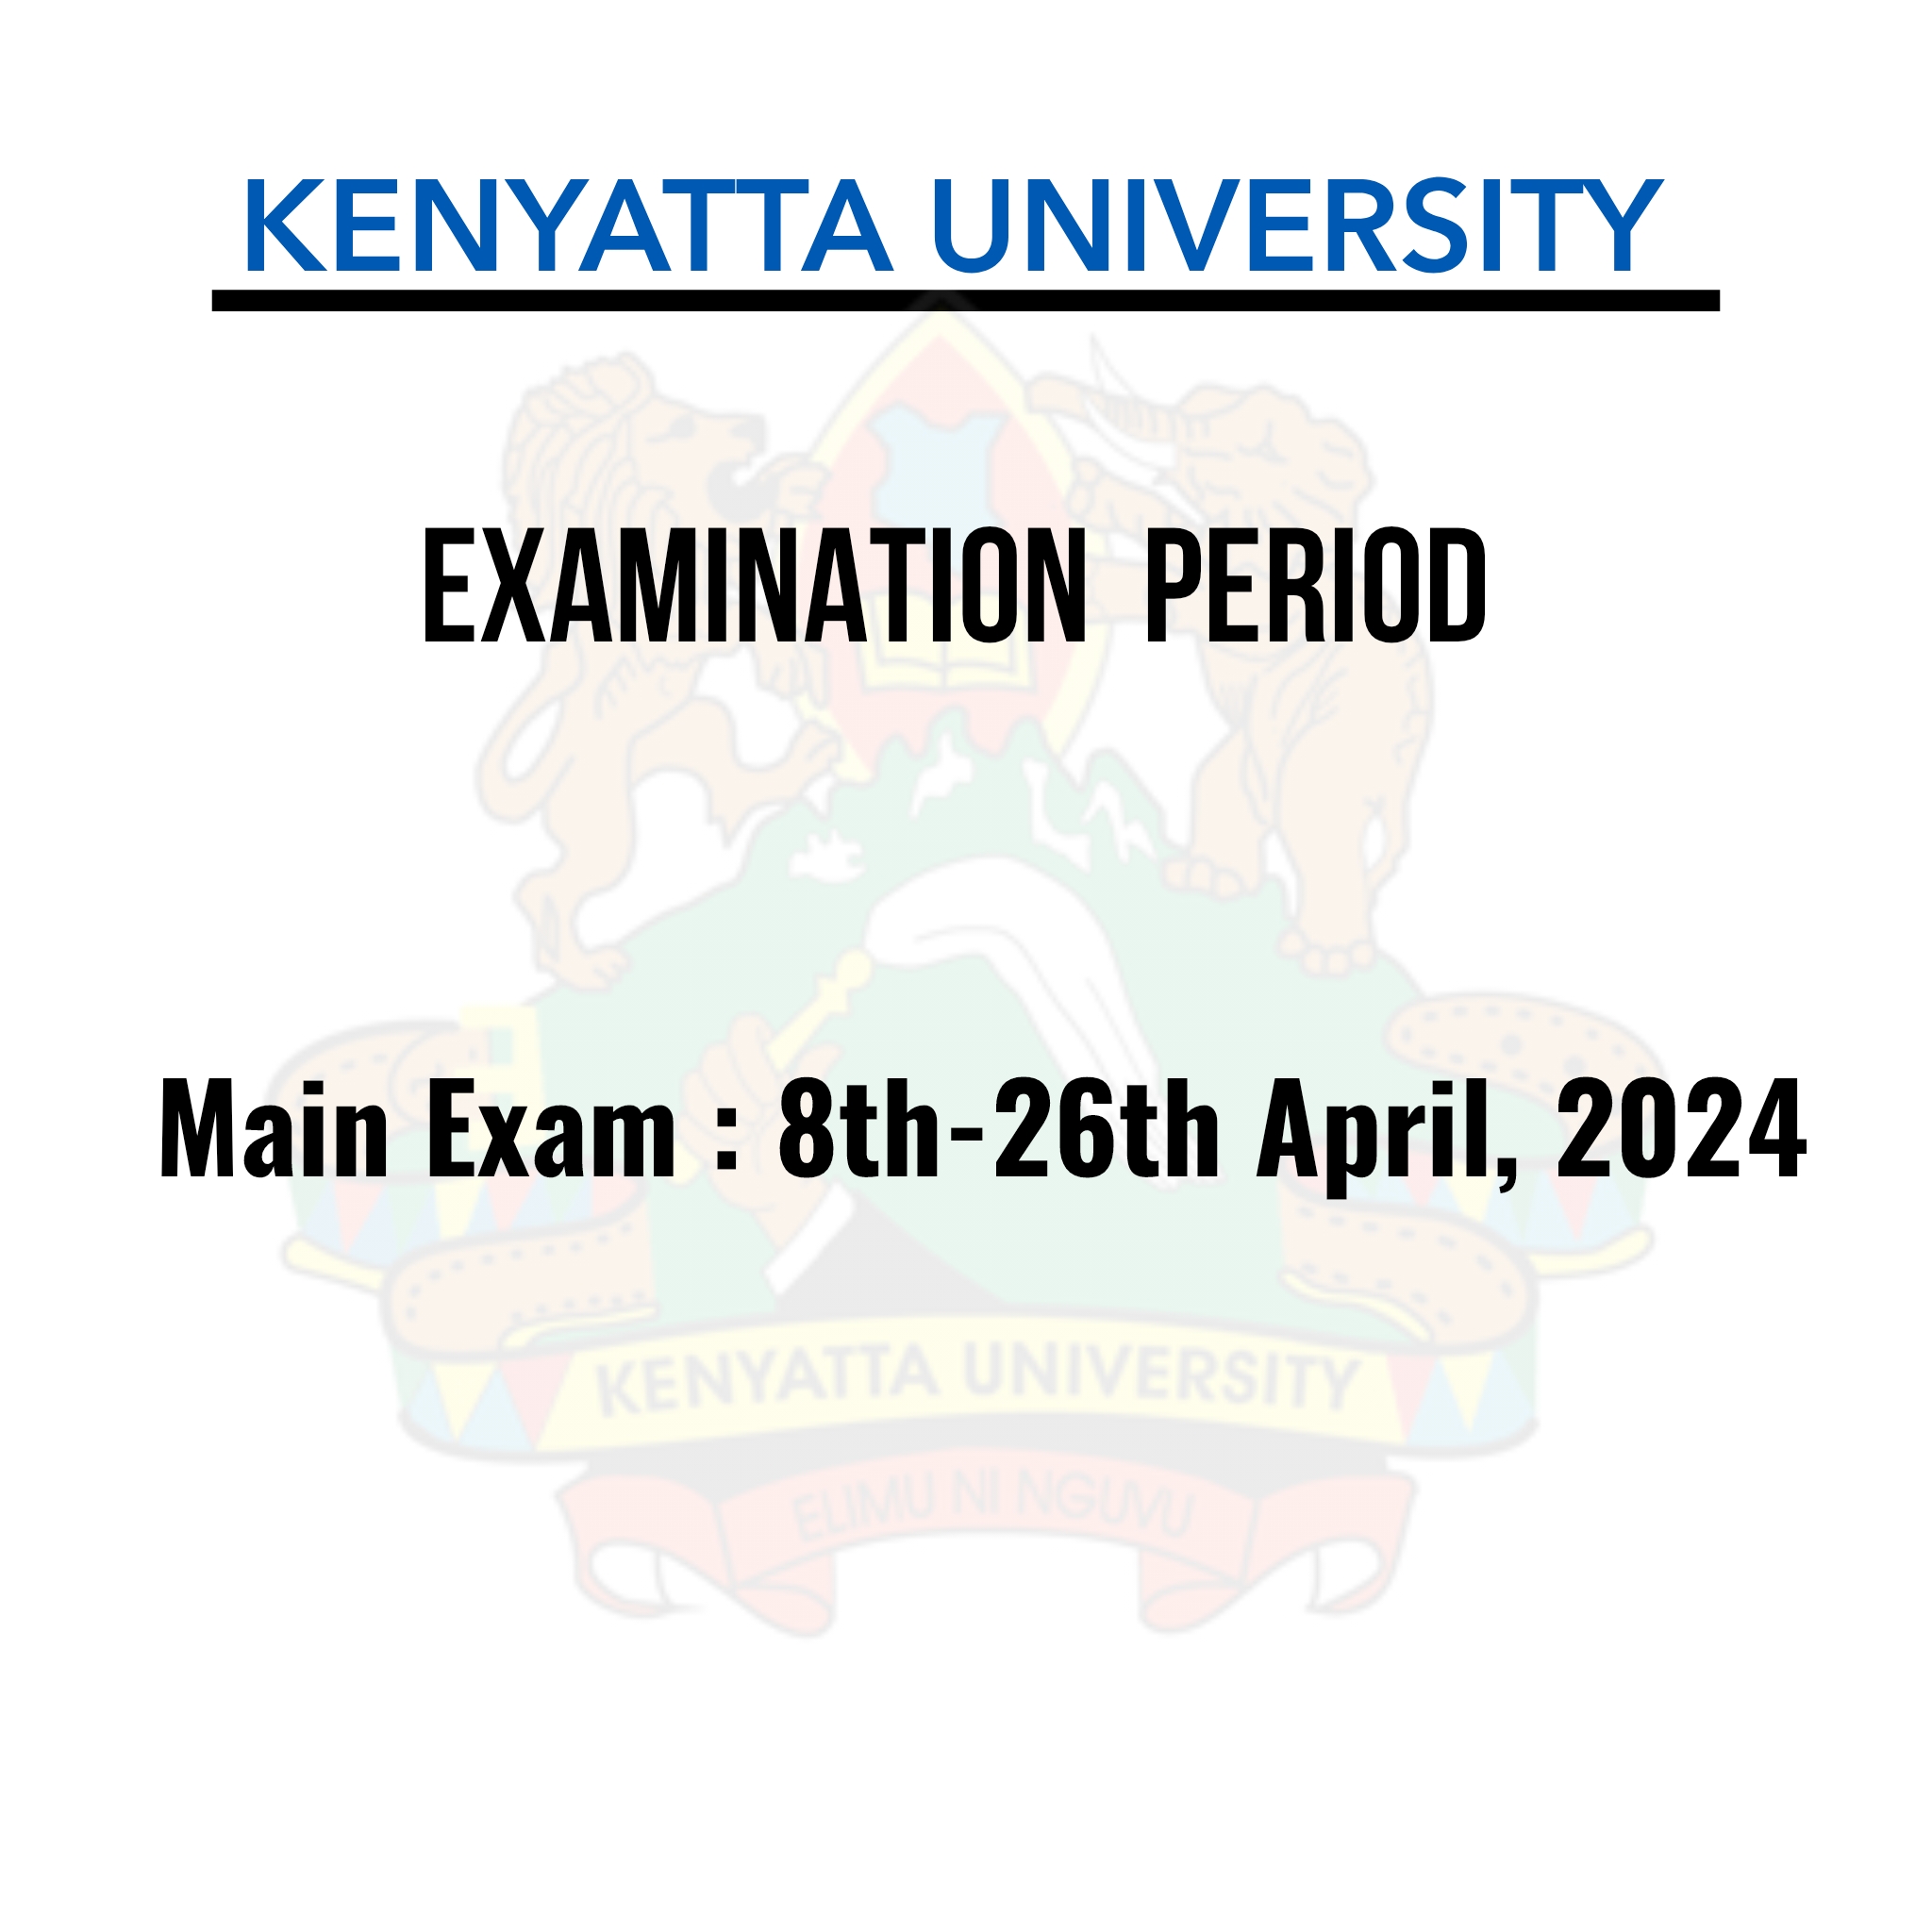 KENYATTA UNIVERSITY
EXAMINATION PERIOD
Main Exam : 8th-26th April, 2024
KENYATTA UNIVERSITY
ELIMU NI NGUVU